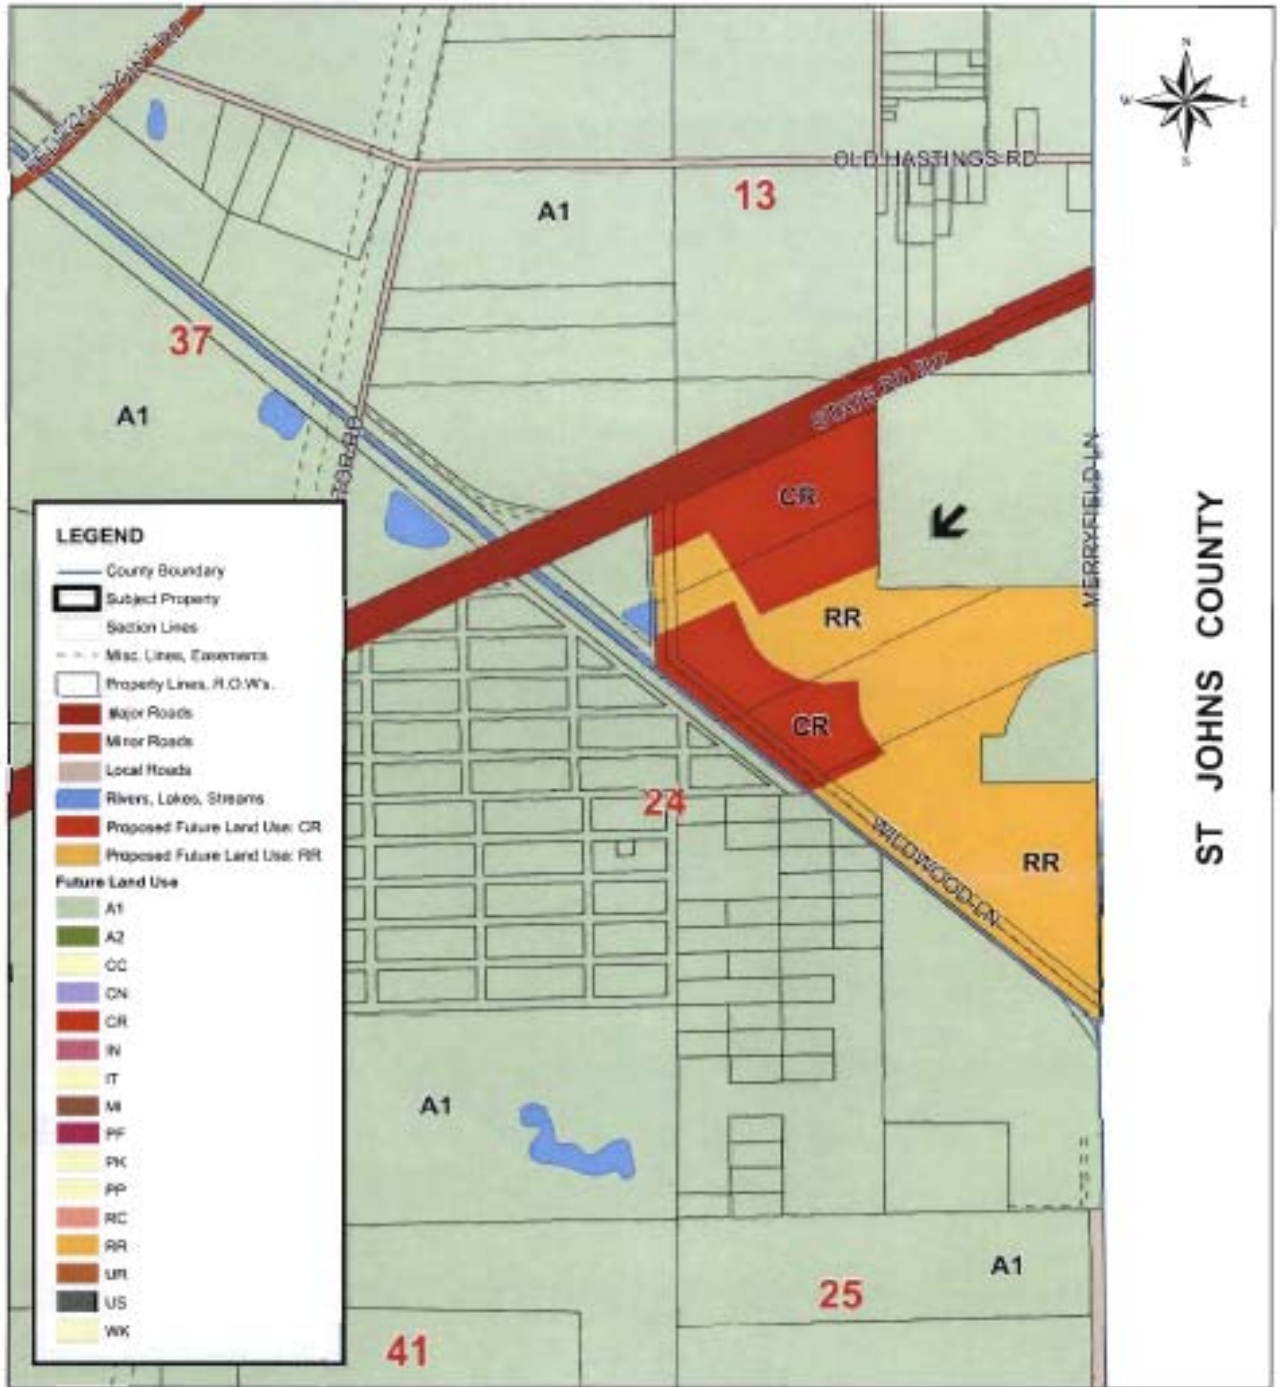 N
W E
S
OLD HASTINGS RD
13
A1
37
A1
CR
MERRYFIELD LN
RR
CR
ST JOHNS COUNTY
24
WILDWOOD LN
RR
A1
A1
25
41
LEGEND
County Boundary
Subject Property
Section Lines
Misc. Lines, Easements
Property Lines, R.O.W's.
Major Roads
Minor Roads
Local Roads
Rivers, Lakes, Streams
Proposed Future Land Use: CR
Proposed Future Land Use: RR
Future Land Use
A1
A2
CC
CN
CR
IN
IT
MI
PF
PK
PP
RC
RR
UR
US
WK